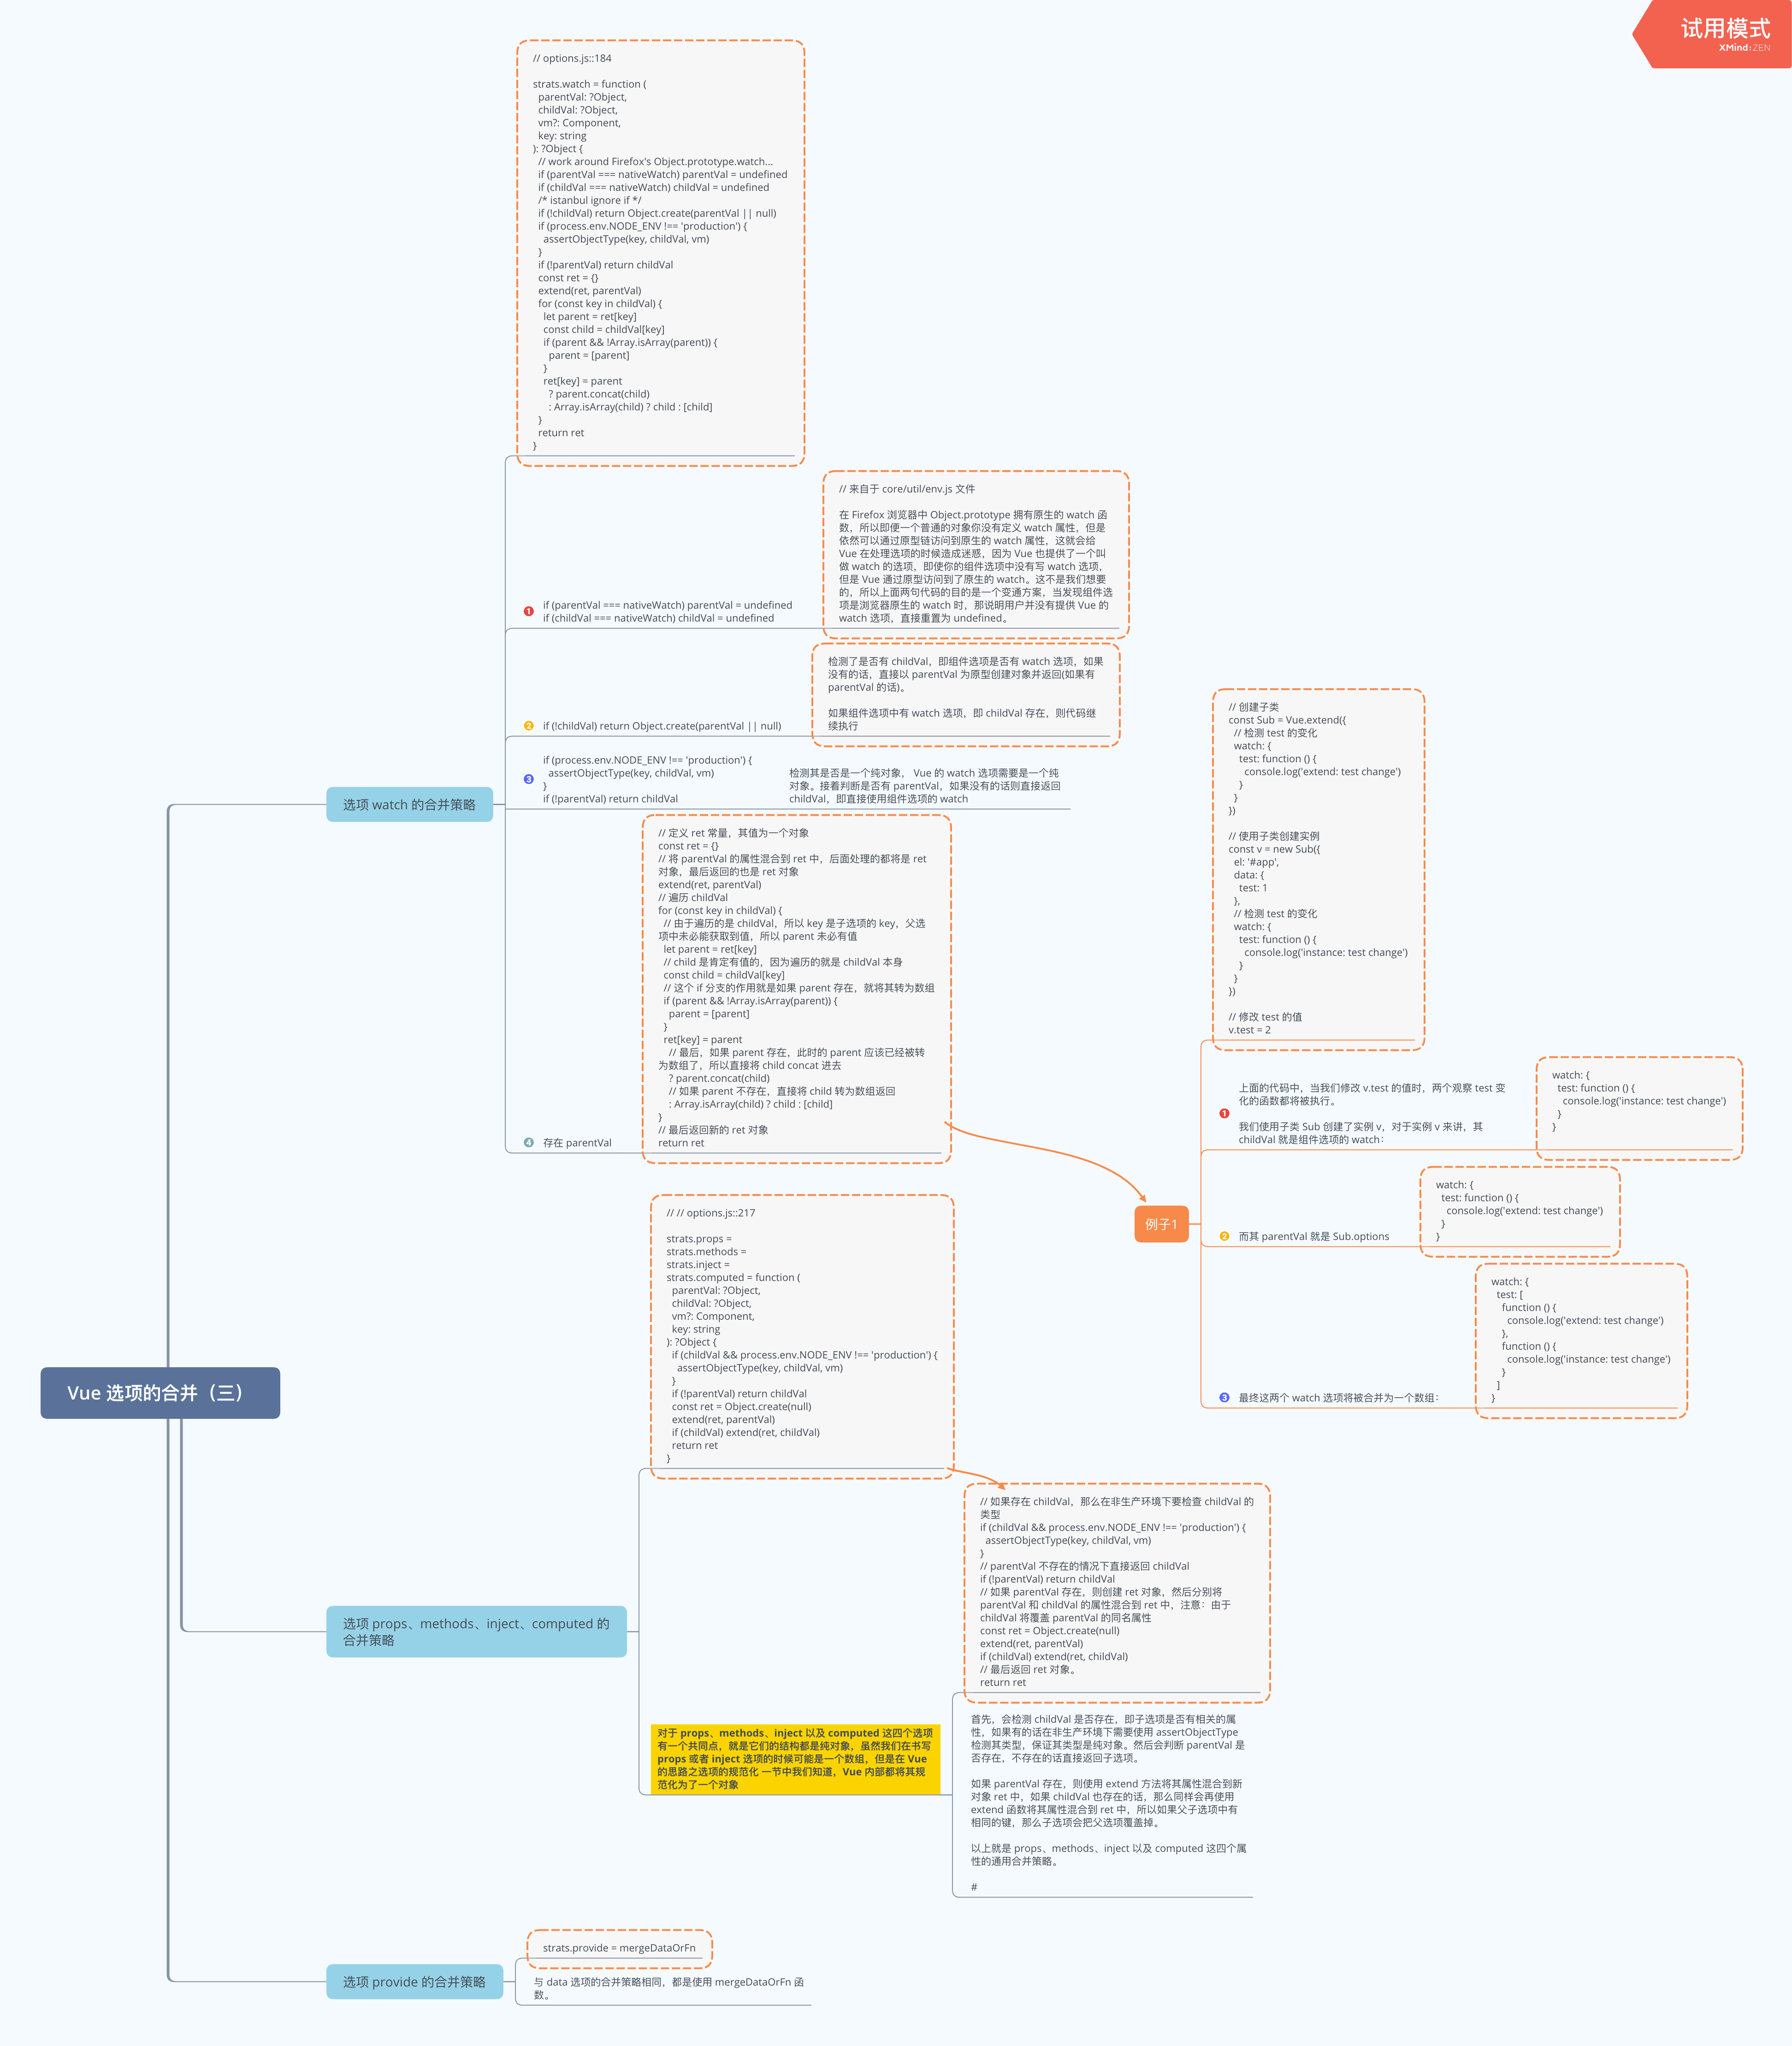 试用模式
XMind:ZEN
Vue 选项的合并（三）
选项 watch 的合并策略
// options.js::184
strats.watch = function (
  parentVal: ?Object,
  childVal: ?Object,
  vm?: Component,
  key: string
): ?Object {
  // work around Firefox's Object.prototype.watch...
  if (parentVal === nativeWatch) parentVal = undefined
  if (childVal === nativeWatch) childVal = undefined
  /* istanbul ignore if */
  if (!childVal) return Object.create(parentVal || null)
  if (process.env.NODE_ENV !== 'production') {
    assertObjectType(key, childVal, vm)
  }
  if (!parentVal) return childVal
  const ret = {}
  extend(ret, parentVal)
  for (const key in childVal) {
    let parent = ret[key]
    const child = childVal[key]
    if (parent && !Array.isArray(parent)) {
      parent = [parent]
    }
    ret[key] = parent
      ? parent.concat(child)
      : Array.isArray(child) ? child : [child]
  }
  return ret
}
1
if (parentVal === nativeWatch) parentVal = undefined
if (childVal === nativeWatch) childVal = undefined
// 来自于 core/util/env.js 文件
在 Firefox 浏览器中 Object.prototype 拥有原生的 watch 函
数，所以即便一个普通的对象你没有定义 watch 属性，但是
依然可以通过原型链访问到原生的 watch 属性，这就会给
Vue 在处理选项的时候造成迷惑，因为 Vue 也提供了一个叫
做 watch 的选项，即使你的组件选项中没有写 watch 选项，
但是 Vue 通过原型访问到了原生的 watch。这不是我们想要
的，所以上面两句代码的目的是一个变通方案，当发现组件选
项是浏览器原生的 watch 时，那说明用户并没有提供 Vue 的
watch 选项，直接重置为 undefined。
2
if (!childVal) return Object.create(parentVal || null)
检测了是否有 childVal，即组件选项是否有 watch 选项，如果
没有的话，直接以 parentVal 为原型创建对象并返回(如果有
parentVal 的话)。
如果组件选项中有 watch 选项，即 childVal 存在，则代码继
续执行
3
if (process.env.NODE_ENV !== 'production') {
  assertObjectType(key, childVal, vm)
}
if (!parentVal) return childVal
检测其是否是一个纯对象， Vue 的 watch 选项需要是一个纯
对象。接着判断是否有 parentVal，如果没有的话则直接返回
childVal，即直接使用组件选项的 watch
4
存在 parentVal
// 定义 ret 常量，其值为一个对象
const ret = {}
// 将 parentVal 的属性混合到 ret 中，后面处理的都将是 ret
对象，最后返回的也是 ret 对象
extend(ret, parentVal)
// 遍历 childVal
for (const key in childVal) {
  // 由于遍历的是 childVal，所以 key 是子选项的 key，父选
项中未必能获取到值，所以 parent 未必有值
  let parent = ret[key]
  // child 是肯定有值的，因为遍历的就是 childVal 本身
  const child = childVal[key]
  // 这个 if 分支的作用就是如果 parent 存在，就将其转为数组
  if (parent && !Array.isArray(parent)) {
    parent = [parent]
  }
  ret[key] = parent
    // 最后，如果 parent 存在，此时的 parent 应该已经被转
为数组了，所以直接将 child concat 进去
    ? parent.concat(child)
    // 如果 parent 不存在，直接将 child 转为数组返回
    : Array.isArray(child) ? child : [child]
}
// 最后返回新的 ret 对象
return ret
例子1
// 创建子类
const Sub = Vue.extend({
  // 检测 test 的变化
  watch: {
    test: function () {
      console.log('extend: test change')
    }
  }
})
// 使用子类创建实例
const v = new Sub({
  el: '#app',
  data: {
    test: 1
  },
  // 检测 test 的变化
  watch: {
    test: function () {
      console.log('instance: test change')
    }
  }
})
// 修改 test 的值
v.test = 2
1
上面的代码中，当我们修改 v.test 的值时，两个观察 test 变
化的函数都将被执行。
我们使用子类 Sub 创建了实例 v，对于实例 v 来讲，其
childVal 就是组件选项的 watch：
watch: {
  test: function () {
    console.log('instance: test change')
  }
}
2
而其 parentVal 就是 Sub.options
watch: {
  test: function () {
    console.log('extend: test change')
  }
}
3
最终这两个 watch 选项将被合并为一个数组：
watch: {
  test: [
    function () {
      console.log('extend: test change')
    },
    function () {
      console.log('instance: test change')
    }
  ]
}
选项 props、methods、inject、computed 的
合并策略
// // options.js::217
strats.props =
strats.methods =
strats.inject =
strats.computed = function (
  parentVal: ?Object,
  childVal: ?Object,
  vm?: Component,
  key: string
): ?Object {
  if (childVal && process.env.NODE_ENV !== 'production') {
    assertObjectType(key, childVal, vm)
  }
  if (!parentVal) return childVal
  const ret = Object.create(null)
  extend(ret, parentVal)
  if (childVal) extend(ret, childVal)
  return ret
}
对于 props、methods、inject 以及 computed 这四个选项
有一个共同点，就是它们的结构都是纯对象，虽然我们在书写
props 或者 inject 选项的时候可能是一个数组，但是在 Vue
的思路之选项的规范化 一节中我们知道，Vue 内部都将其规
范化为了一个对象
// 如果存在 childVal，那么在非生产环境下要检查 childVal 的
类型
if (childVal && process.env.NODE_ENV !== 'production') {
  assertObjectType(key, childVal, vm)
}
// parentVal 不存在的情况下直接返回 childVal
if (!parentVal) return childVal
// 如果 parentVal 存在，则创建 ret 对象，然后分别将
parentVal 和 childVal 的属性混合到 ret 中，注意：由于
childVal 将覆盖 parentVal 的同名属性
const ret = Object.create(null)
extend(ret, parentVal)
if (childVal) extend(ret, childVal)
// 最后返回 ret 对象。
return ret
首先，会检测 childVal 是否存在，即子选项是否有相关的属
性，如果有的话在非生产环境下需要使用 assertObjectType
检测其类型，保证其类型是纯对象。然后会判断 parentVal 是
否存在，不存在的话直接返回子选项。
如果 parentVal 存在，则使用 extend 方法将其属性混合到新
对象 ret 中，如果 childVal 也存在的话，那么同样会再使用
extend 函数将其属性混合到 ret 中，所以如果父子选项中有
相同的键，那么子选项会把父选项覆盖掉。
以上就是 props、methods、inject 以及 computed 这四个属
性的通用合并策略。
#
选项 provide 的合并策略
strats.provide = mergeDataOrFn
与 data 选项的合并策略相同，都是使用 mergeDataOrFn 函
数。